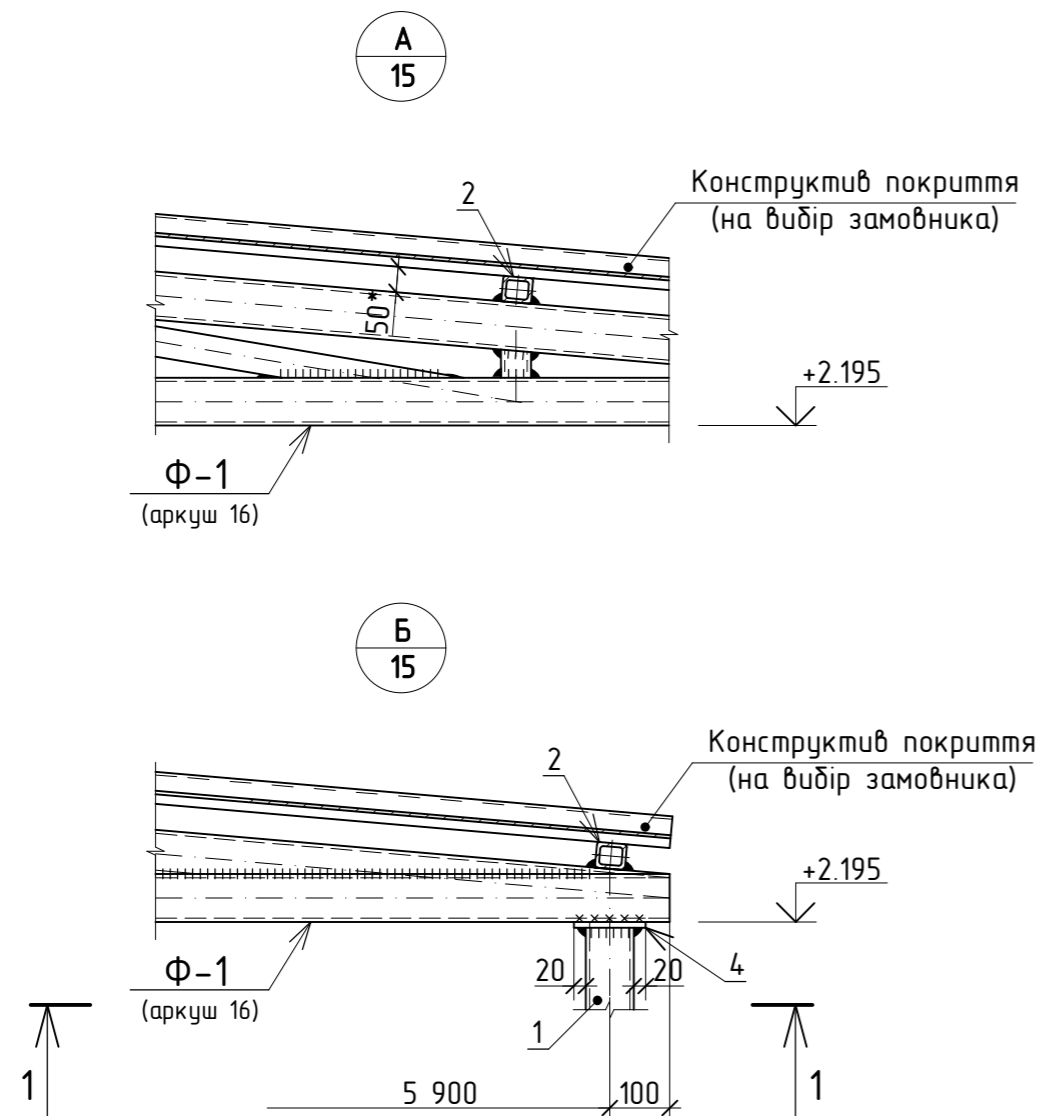 А
15
2
Конструктив покриття
(на вибір замовника)
50*
+2.195
Ф-1
(аркуш 16)
Б
15
2
Конструктив покриття
(на вибір замовника)
+2.195
Ф-1
(аркуш 16)
20
20
4
1
1
1
5 900
100